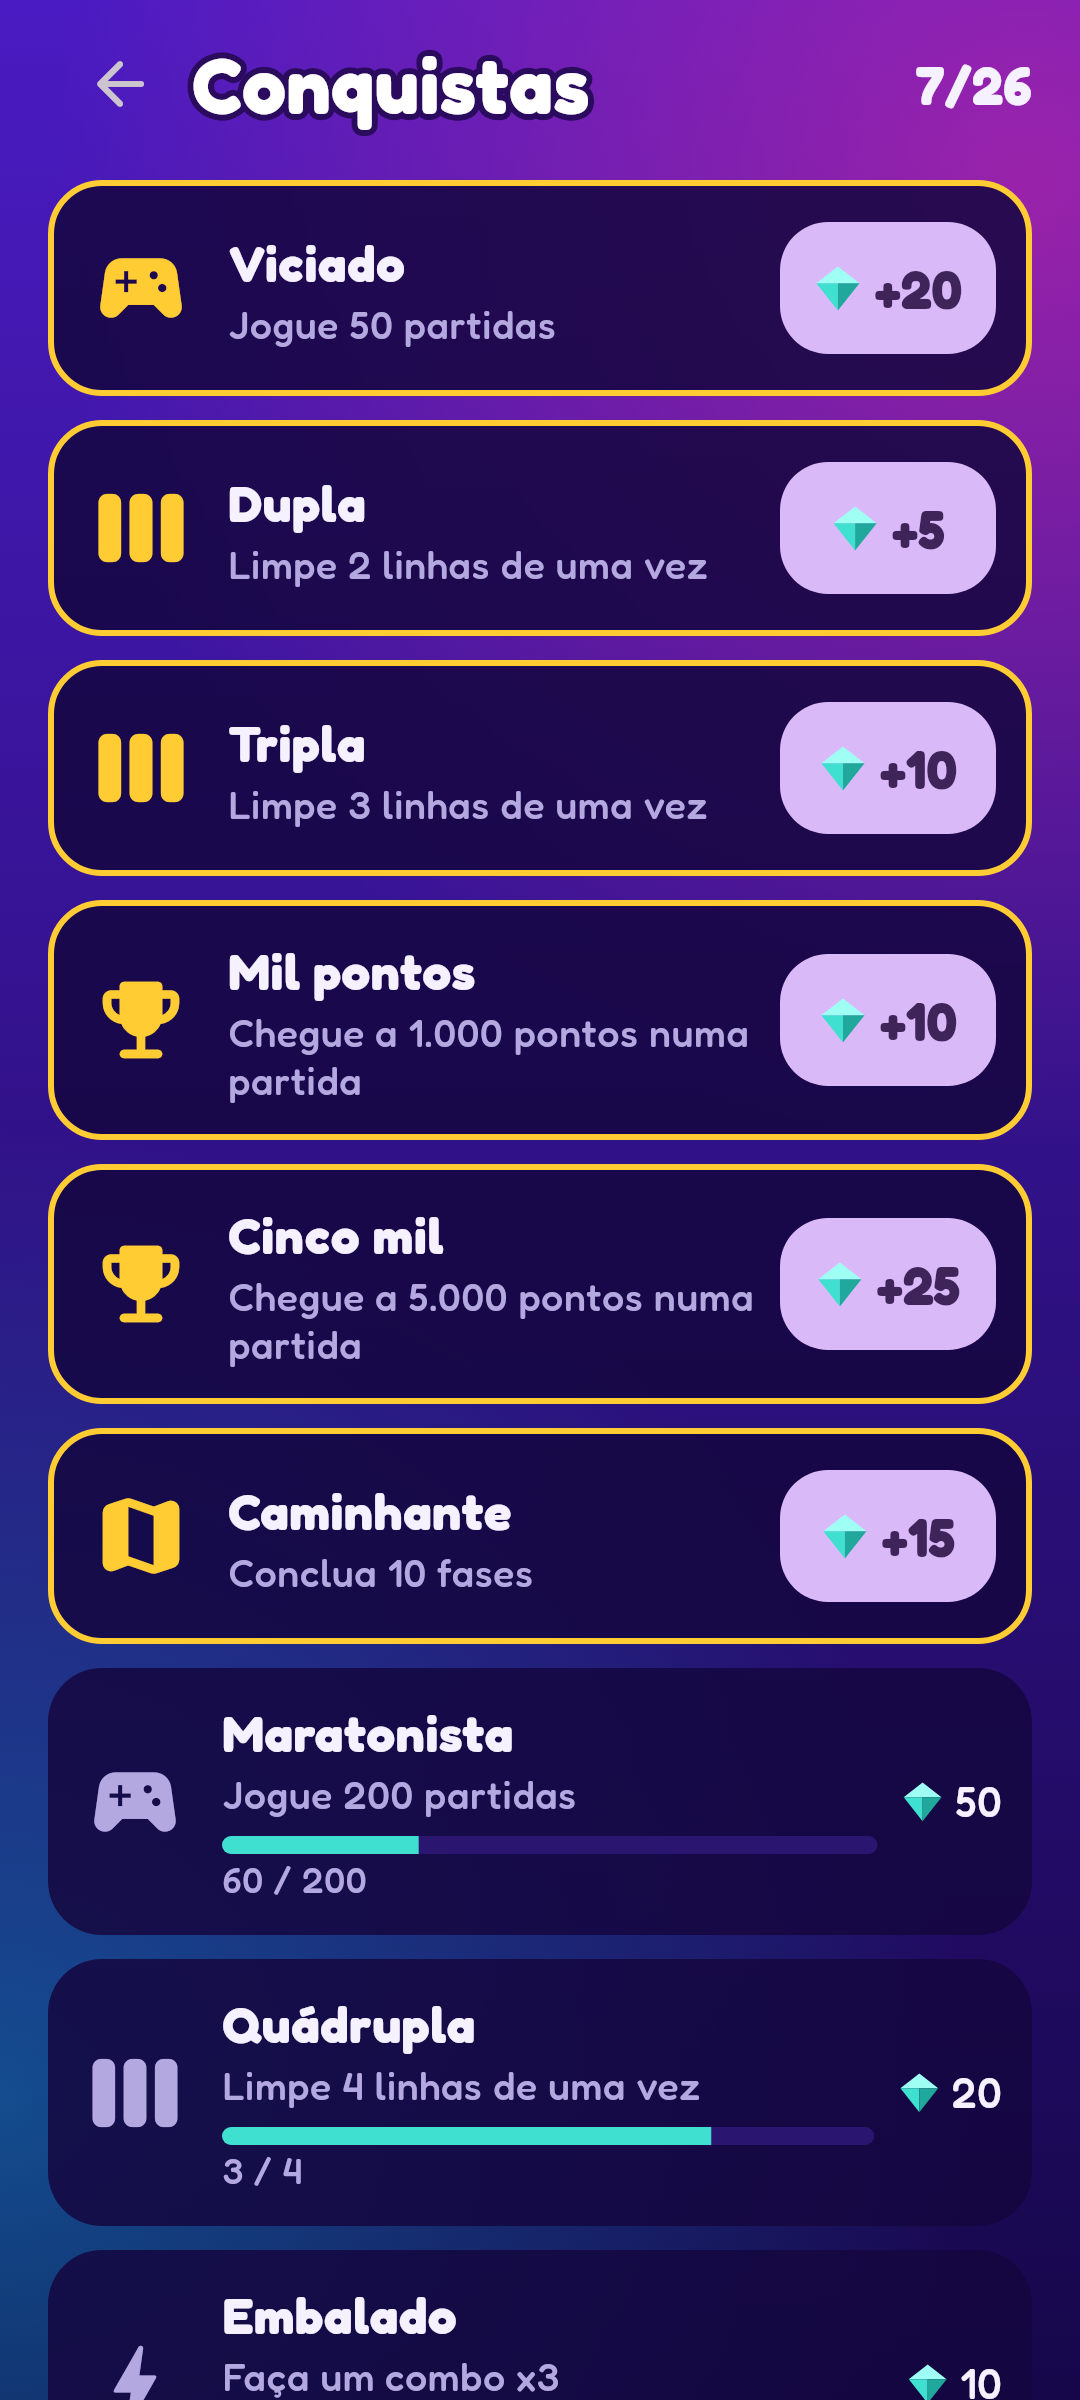 Conquistas
7/26
Viciado
Jogue 50 partidas
+20
Dupla
Limpe 2 linhas de uma vez
+5
Tripla
Limpe 3 linhas de uma vez
+10
Mil pontos
Chegue a 1.000 pontos numa
partida
+10
Cinco mil
Chegue a 5.000 pontos numa
partida
+25
Caminhante
Conclua 10 fases
+15
Maratonista
Jogue 200 partidas
60 / 200
50
Quádrupla
Limpe 4 linhas de uma vez
3 / 4
20
Embalado
Faça um combo x3
10